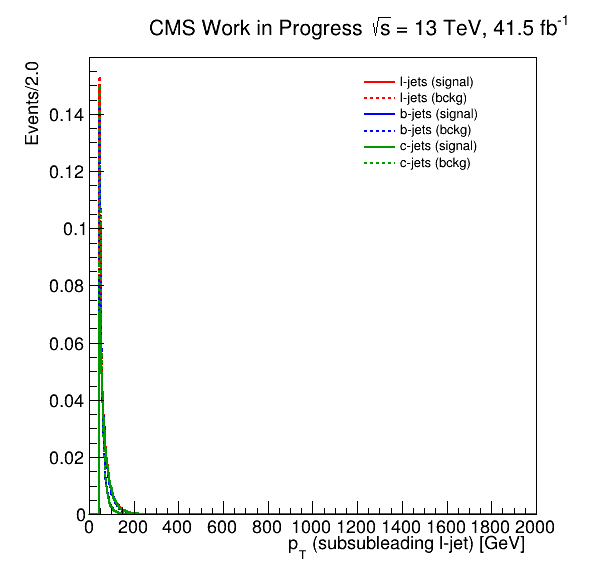 CMS Work in Progress √s = 13 TeV, 41.5 fb⁻¹
Events/2.0
l-jets (signal)
l-jets (bckg)
b-jets (signal)
b-jets (bckg)
c-jets (signal)
c-jets (bckg)
0.14
0.12
0.1
0.08
0.06
0.04
0.02
0
0 200 400 600 800 1000 1200 1400 1600 1800 2000
p_T (subsubleading l-jet) [GeV]